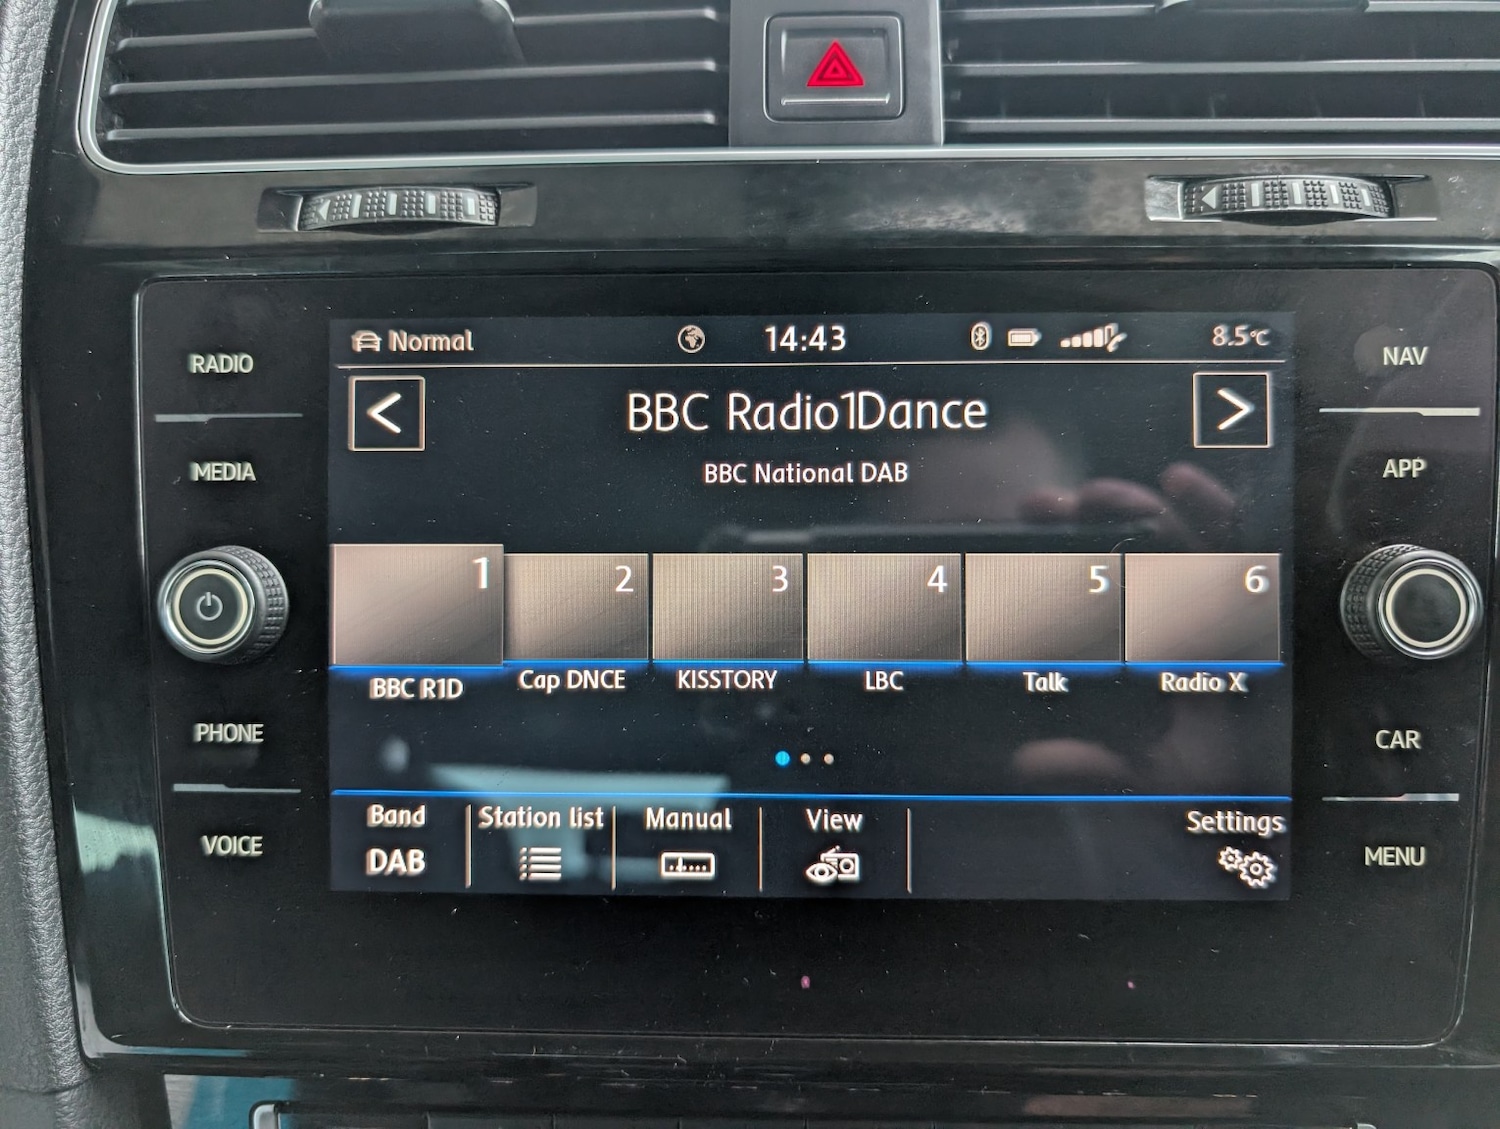 Normal 14:43 8.5°C
RADIO
NAV
< BBC Radio1Dance >
MEDIA
BBC National DAB
APP
1 2 3 4 5 6
BBC R1D Cap DNCE KISSTORY LBC Talk Radio X
PHONE
CAR
Band Station list Manual View Settings
DAB
VOICE
MENU